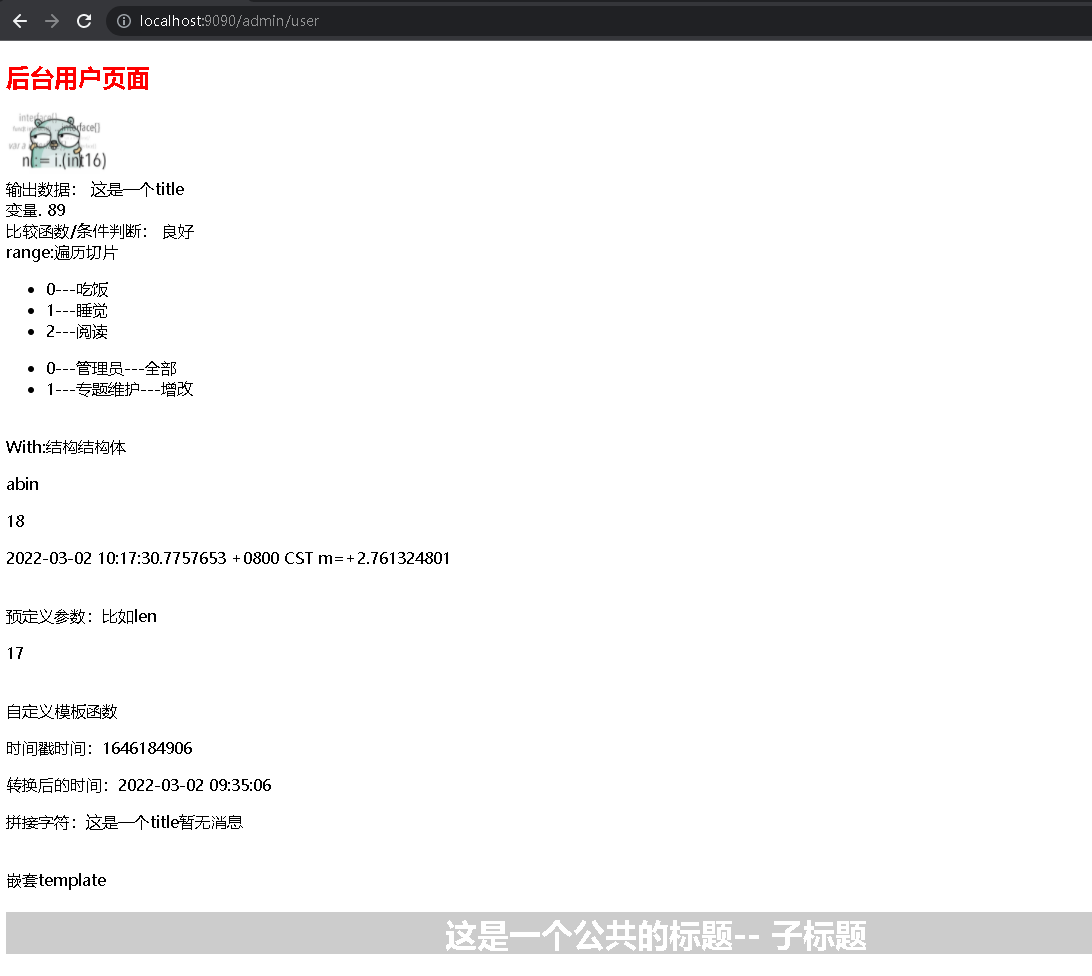 localhost:9090/admin/user
后台用户页面
interface{}
interface{}
var a
n := i.(int16)
输出数据： 这是一个title
变量. 89
比较函数/条件判断： 良好
range:遍历切片
0---吃饭
1---睡觉
2---阅读
0---管理员---全部
1---专题维护---增改
With:结构结构体
abin
18
2022-03-02 10:17:30.7757653 +0800 CST m=+2.761324801
预定义参数：比如len
17
自定义模板函数
时间戳时间：1646184906
转换后的时间：2022-03-02 09:35:06
拼接字符：这是一个title暂无消息
嵌套template
这是一个公共的标题-- 子标题